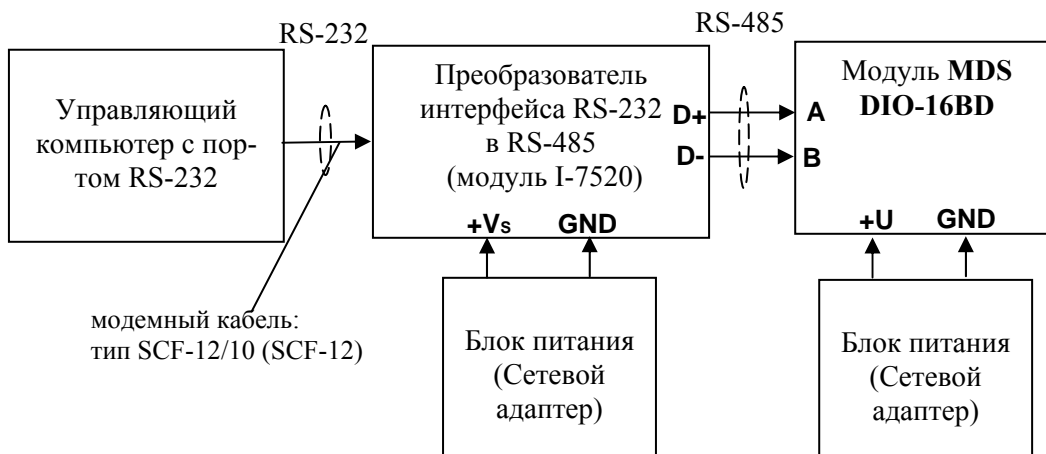 RS-232
RS-485
Управляющий
компьютер с пор-
том RS-232
Преобразователь
интерфейса RS-232
в RS-485
(модуль I-7520)
D+
D-
+Vs
GND
A
B
Модуль MDS
DIO-16BD
+U
GND
модемный кабель:
тип SCF-12/10 (SCF-12)
Блок питания
(Сетевой
адаптер)
Блок питания
(Сетевой
адаптер)